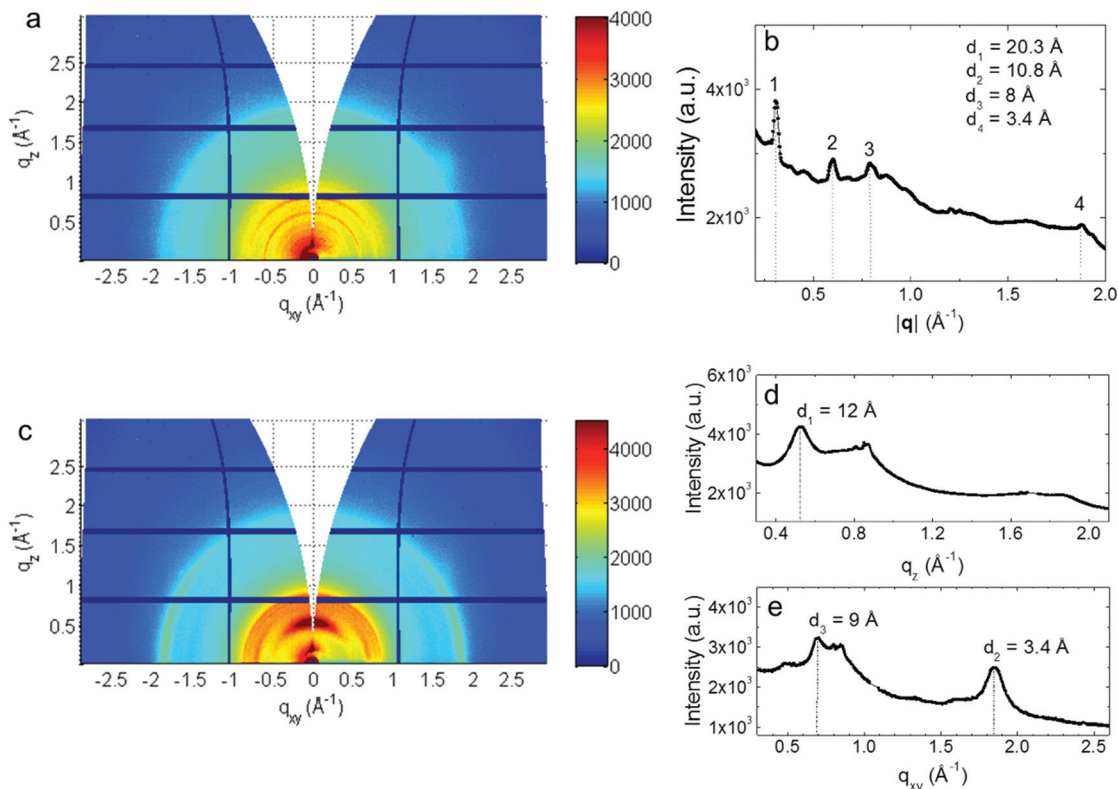 a
q_z (Å⁻¹)
2.5
2
1.5
1
0.5
-2.5 -2 -1.5 -1 -0.5 0 0.5 1 1.5 2 2.5
q_xy (Å⁻¹)
4000
3000
2000
1000
0
b
d₁ = 20.3 Å
d₂ = 10.8 Å
d₃ = 8 Å
d₄ = 3.4 Å
1
2
3
4
Intensity (a.u.)
4x10³
2x10³
0.5 1.0 1.5 2.0
|q| (Å⁻¹)
c
q_z (Å⁻¹)
2.5
2
1.5
1
0.5
-2.5 -2 -1.5 -1 -0.5 0 0.5 1 1.5 2 2.5
q_xy (Å⁻¹)
4000
3000
2000
1000
0
d
d₁ = 12 Å
Intensity (a.u.)
6x10³
4x10³
2x10³
0.4 0.8 1.2 1.6 2.0
q_z (Å⁻¹)
e
d₃ = 9 Å
d₂ = 3.4 Å
Intensity (a.u.)
4x10³
3x10³
2x10³
1x10³
0.5 1.0 1.5 2.0 2.5
q_xy (Å⁻¹)